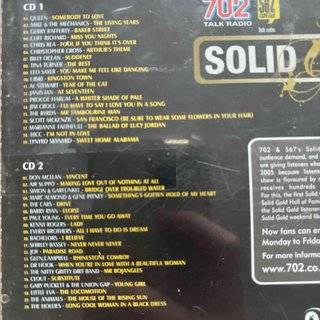 CD 1
01. QUEEN - SOMEBODY TO LOVE
02. MIKE & THE MECHANICS - THE LIVING YEARS
03. GERRY RAFFERTY - BAKER STREET
04. CLIFF RICHARD - MISS YOU NIGHTS
05. CHRIS REA - FOOL IF YOU THINK IT'S OVER
06. CHRISTOPHER CROSS - ARTHUR'S THEME
07. BILLY OCEAN - SUDDENLY
08. TINA TURNER - THE BEST
09. LEO SAYER - YOU MAKE ME FEEL LIKE DANCING
10. UB40 - KINGSTON TOWN
11. AL STEWART - YEAR OF THE CAT
12. JANIS IAN - AT SEVENTEEN
13. PROCOL HARUM - A WHITER SHADE OF PALE
14. JIM CROCE - I'LL HAVE TO SAY I LOVE YOU IN A SONG
15. THE BYRDS - MR TAMBOURINE MAN
16. SCOTT MCKENZIE - SAN FRANCISCO (BE SURE TO WEAR SOME FLOWERS IN YOUR HAIR)
17. MARIANNE FAITHFULL - THE BALLAD OF LUCY JORDAN
18. 10CC - I'M NOT IN LOVE
19. LYNYRD SKYNYRD - SWEET HOME ALABAMA
CD 2
01. DON MCLEAN - VINCENT
02. AIR SUPPLY - MAKING LOVE OUT OF NOTHING AT ALL
03. SIMON & GARFUNKEL - BRIDGE OVER TROUBLED WATER
04. MARC ALMOND & GENE PITNEY - SOMETHING'S GOTTEN HOLD OF MY HEART
05. THE CARS - DRIVE
06. BARRY RYAN - ELOISE
07. PAUL YOUNG - EVERY TIME YOU GO AWAY
08. KENNY ROGERS - LADY
09. EVERLY BROTHERS - ALL I HAVE TO DO IS DREAM
10. BACHELORS - I BELIEVE
11. SHIRLEY BASSEY - NEVER NEVER NEVER
12. JOY - PARADISE ROAD
13. GLEN CAMPBELL - RHINESTONE COWBOY
14. DR HOOK - WHEN YOU'RE IN LOVE WITH A BEAUTIFUL WOMAN
15. THE NITTY GRITTY DIRT BAND - MR BOJANGLES
16. CLOUT - SUBSTITUTE
17. GARY PUCKETT & THE UNION GAP - YOUNG GIRL
18. LITTLE EVA - THE LOCOMOTION
19. THE ANIMALS - THE HOUSE OF THE RISING SUN
20. THE HOLLIES - LONG COOL WOMAN IN A BLACK DRESS
702
TALK RADIO
567
CAPETALK
Talk radio
SOLID
702 & 567's Solid
audience demand, and
are giving
2005 because listeners
show is flavoured by
receives hundreds
For this, the first Solid
Solid Gold Hall of Fame
Solid Gold listeners
Solid Gold weekend
Now fans can
Monday to Friday
For more information
www.702.co.